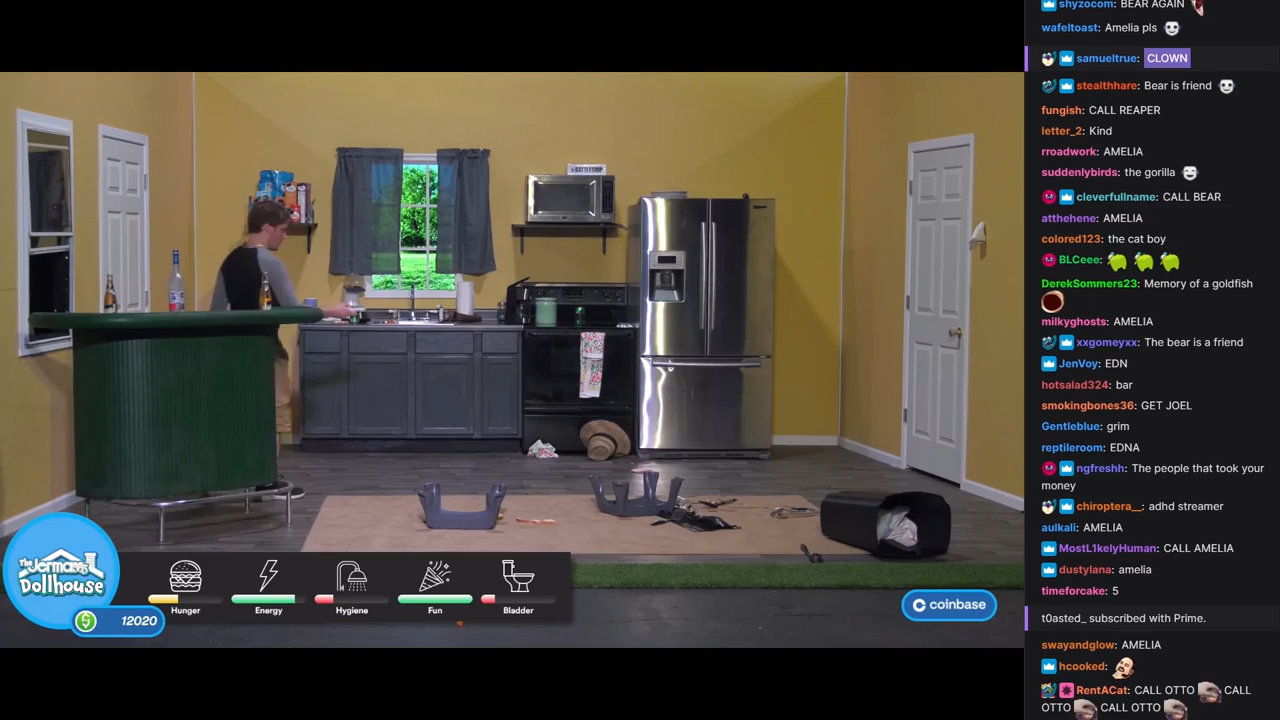 BATTLESHIP
The Jerma985
Dollhouse
12020
Hunger
Energy
Hygiene
Fun
Bladder
coinbase
shyzocom: BEAR AGAIN
wafeltoast: Amelia pls
samueltrue: CLOWN
stealthhare: Bear is friend
fungish: CALL REAPER
letter_2: Kind
rroadwork: AMELIA
suddenlybirds: the gorilla
cleverfullname: CALL BEAR
atthehene: AMELIA
colored123: the cat boy
BLCeee:
DerekSommers23: Memory of a goldfish
milkyghosts: AMELIA
xxgomeyxx: The bear is a friend
JenVoy: EDN
hotsalad324: bar
smokingbones36: GET JOEL
Gentleblue: grim
reptileroom: EDNA
ngfreshh: The people that took your
money
chiroptera__: adhd streamer
aulkali: AMELIA
MostL1kelyHuman: CALL AMELIA
dustylana: amelia
timeforcake: 5
t0asted_ subscribed with Prime.
swayandglow: AMELIA
hcooked:
RentACat: CALL OTTO CALL
OTTO CALL OTTO